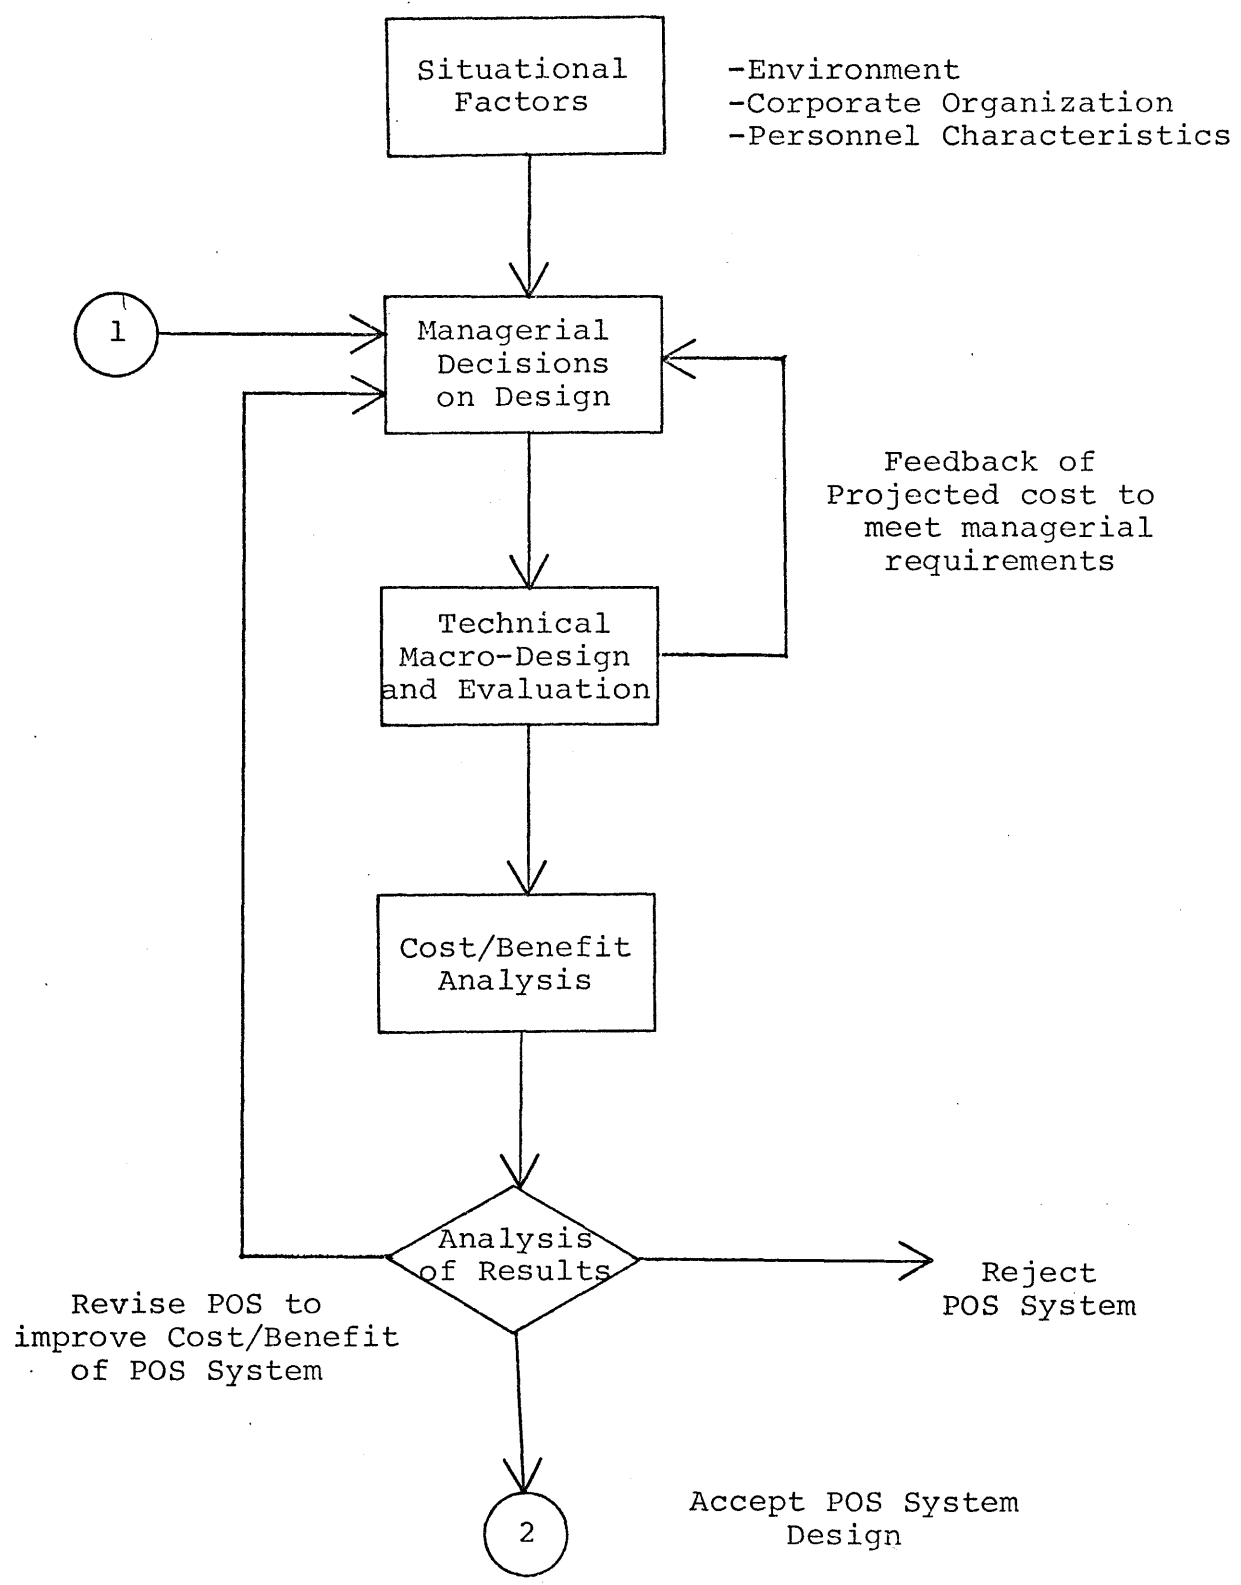 Situational
Factors
-Environment
-Corporate Organization
-Personnel Characteristics
1
Managerial
Decisions
on Design
Feedback of
Projected cost to
meet managerial
requirements
Technical
Macro-Design
and Evaluation
Cost/Benefit
Analysis
Analysis
of Results
Reject
POS System
Revise POS to
improve Cost/Benefit
of POS System
2
Accept POS System
Design